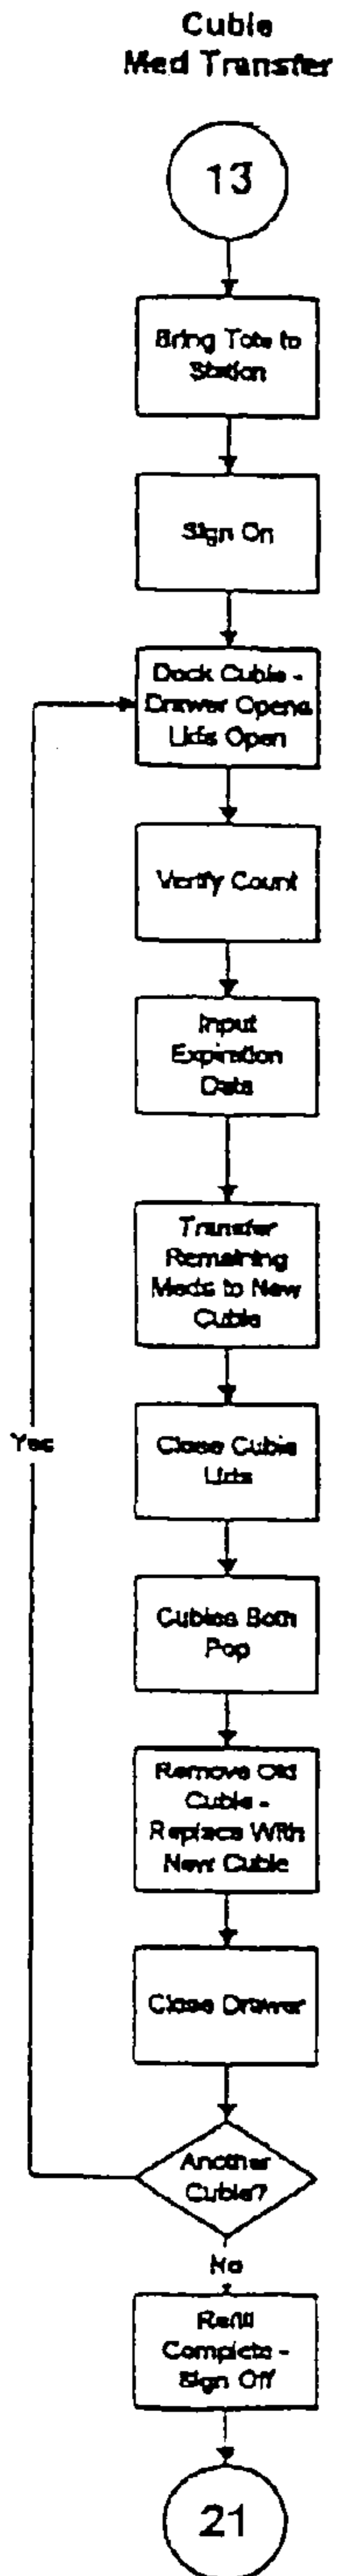 Cubie
Med Transfer
13
Bring Tote to
Station
Sign On
Dock Cubie -
Drawer Opens
Lids Open
Verify Count
Input
Expiration
Data
Transfer
Remaining
Meds to New
Cubie
Close Cubie
Lids
Cubies Both
Pop
Remove Old
Cubie -
Replace With
New Cubie
Close Drawer
Yes
Another
Cubie?
No
Refill
Complete -
Sign Off
21